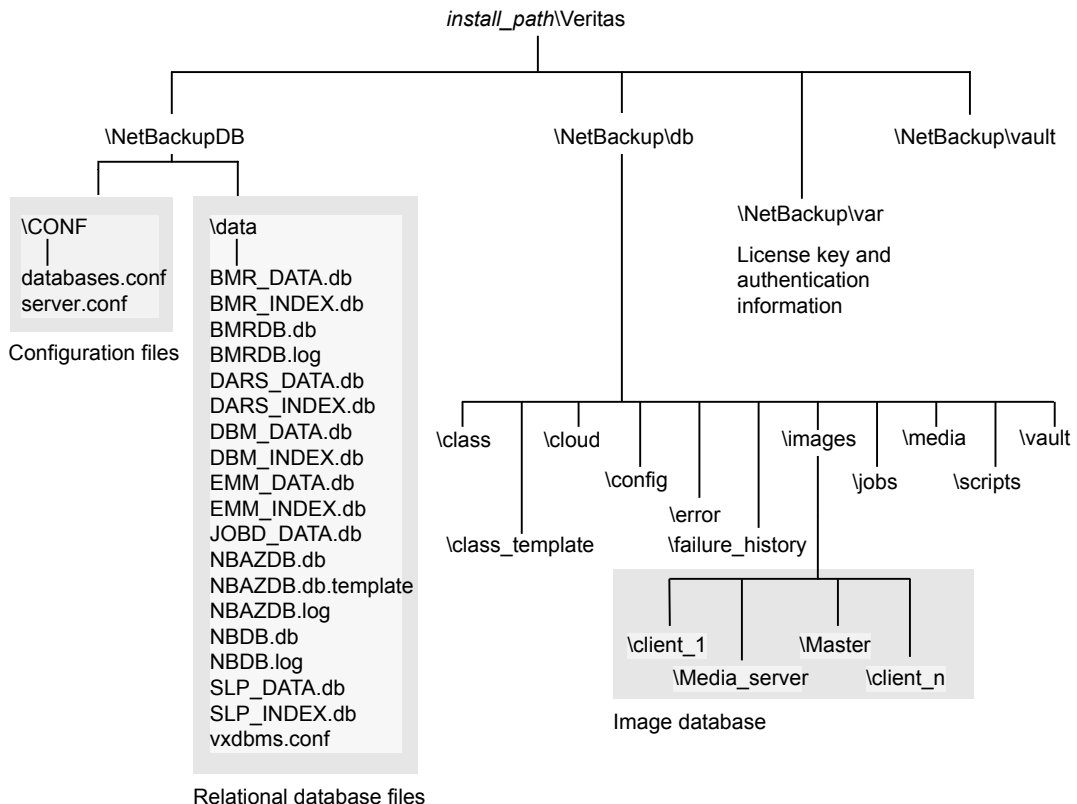 install_path\Veritas
\NetBackupDB
\NetBackup\db
\NetBackup\vault
\NetBackup\var
License key and
authentication
information
\CONF
databases.conf
server.conf
Configuration files
\data
BMR_DATA.db
BMR_INDEX.db
BMRDB.db
BMRDB.log
DARS_DATA.db
DARS_INDEX.db
DBM_DATA.db
DBM_INDEX.db
EMM_DATA.db
EMM_INDEX.db
JOBD_DATA.db
NBAZDB.db
NBAZDB.db.template
NBAZDB.log
NBDB.db
NBDB.log
SLP_DATA.db
SLP_INDEX.db
vxdbms.conf
Relational database files
\class
\cloud
\images
\media
\vault
\config
\jobs
\scripts
\error
\class_template
\failure_history
\client_1
\Master
\Media_server
\client_n
Image database